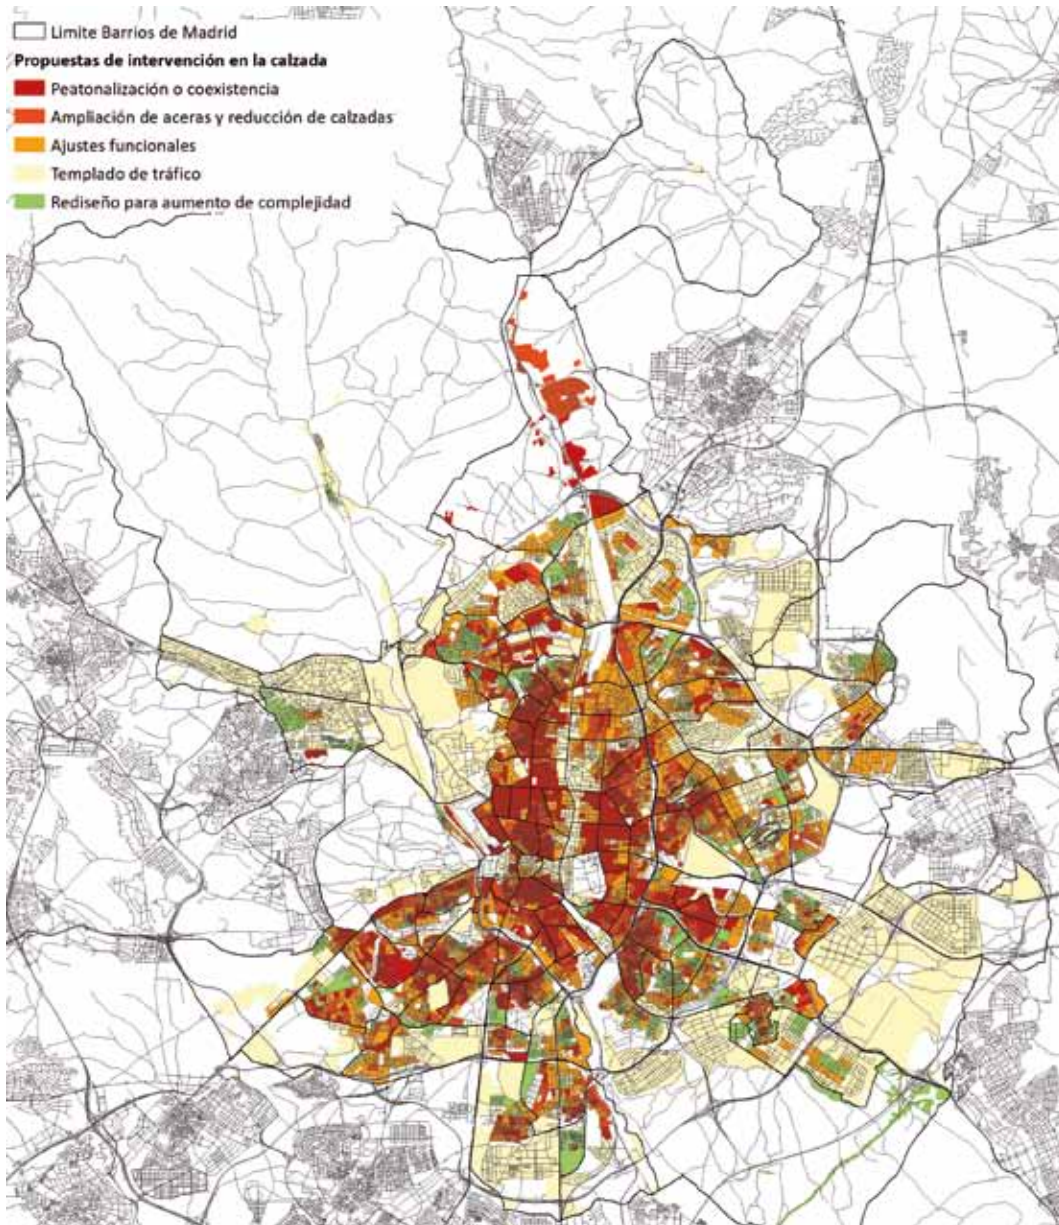 Limite Barrios de Madrid
Propuestas de intervención en la calzada
Peatonalización o coexistencia
Ampliación de aceras y reducción de calzadas
Ajustes funcionales
Templado de tráfico
Rediseño para aumento de complejidad